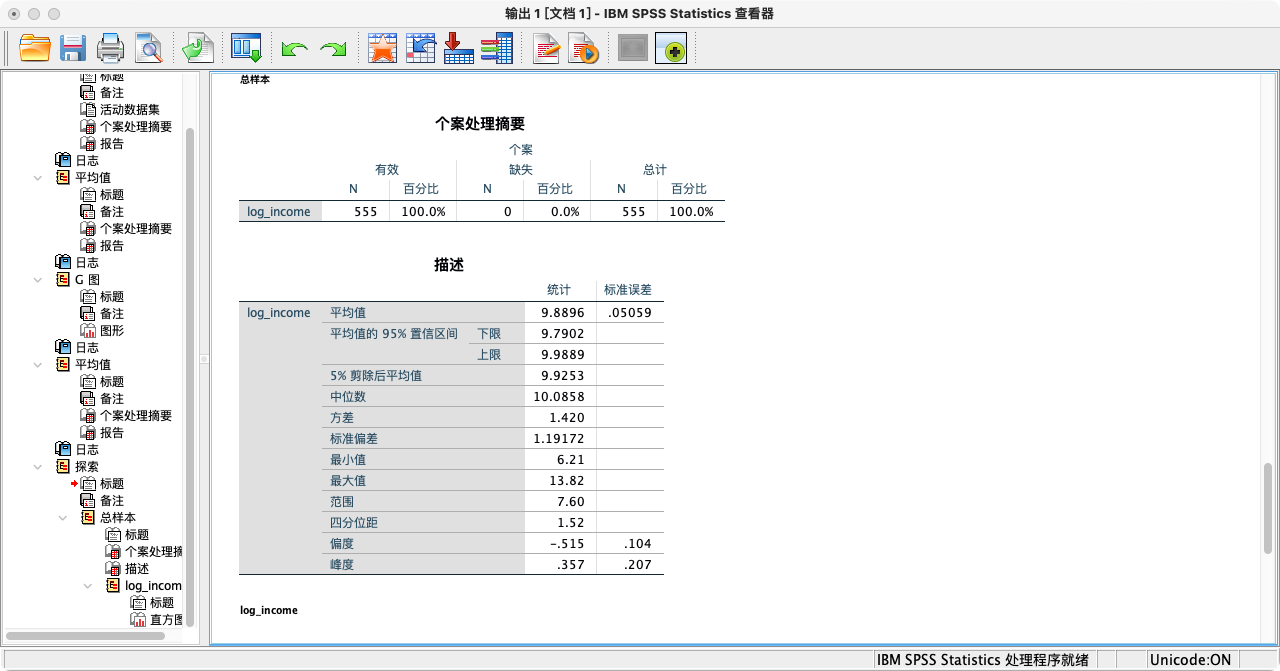 输出 1 [文档 1] - IBM SPSS Statistics 查看器
标题
备注
活动数据集
个案处理摘要
报告
日志
平均值
标题
备注
个案处理摘要
报告
日志
G 图
标题
备注
图形
日志
平均值
标题
备注
个案处理摘要
报告
日志
探索
标题
备注
总样本
标题
个案处理摘
描述
log_incom
标题
直方图
总样本
个案处理摘要
个案
有效 缺失 总计
N 百分比 N 百分比 N 百分比
log_income 555 100.0% 0 0.0% 555 100.0%
描述
统计 标准误差
log_income 平均值 9.8896 .05059
平均值的 95% 置信区间 下限 9.7902
上限 9.9889
5% 剪除后平均值 9.9253
中位数 10.0858
方差 1.420
标准偏差 1.19172
最小值 6.21
最大值 13.82
范围 7.60
四分位距 1.52
偏度 -.515 .104
峰度 .357 .207
log_income
IBM SPSS Statistics 处理程序就绪 Unicode:ON